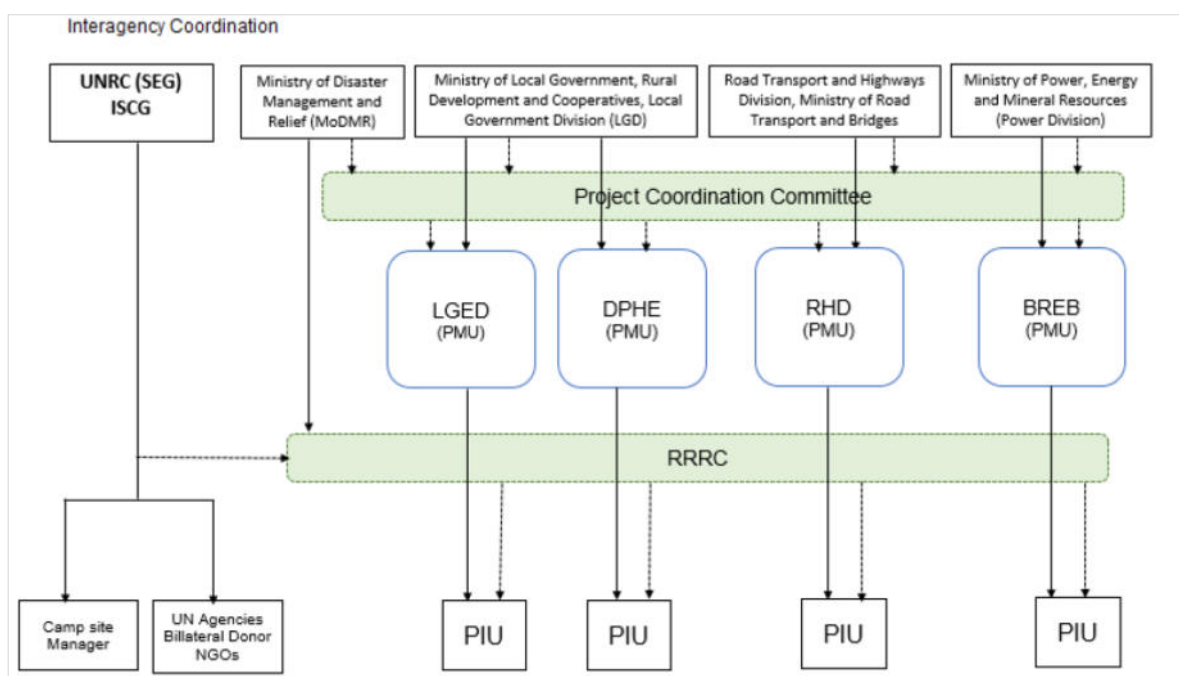 Interagency Coordination
UNRC (SEG)
ISCG
Ministry of Disaster
Management and
Relief (MoDMR)
Ministry of Local Government, Rural
Development and Cooperatives, Local
Government Division (LGD)
Road Transport and Highways
Division, Ministry of Road
Transport and Bridges
Ministry of Power, Energy
and Mineral Resources
(Power Division)
Project Coordination Committee
LGED
(PMU)
DPHE
(PMU)
RHD
(PMU)
BREB
(PMU)
RRRC
Camp site
Manager
UN Agencies
Billateral Donor
NGOs
PIU
PIU
PIU
PIU